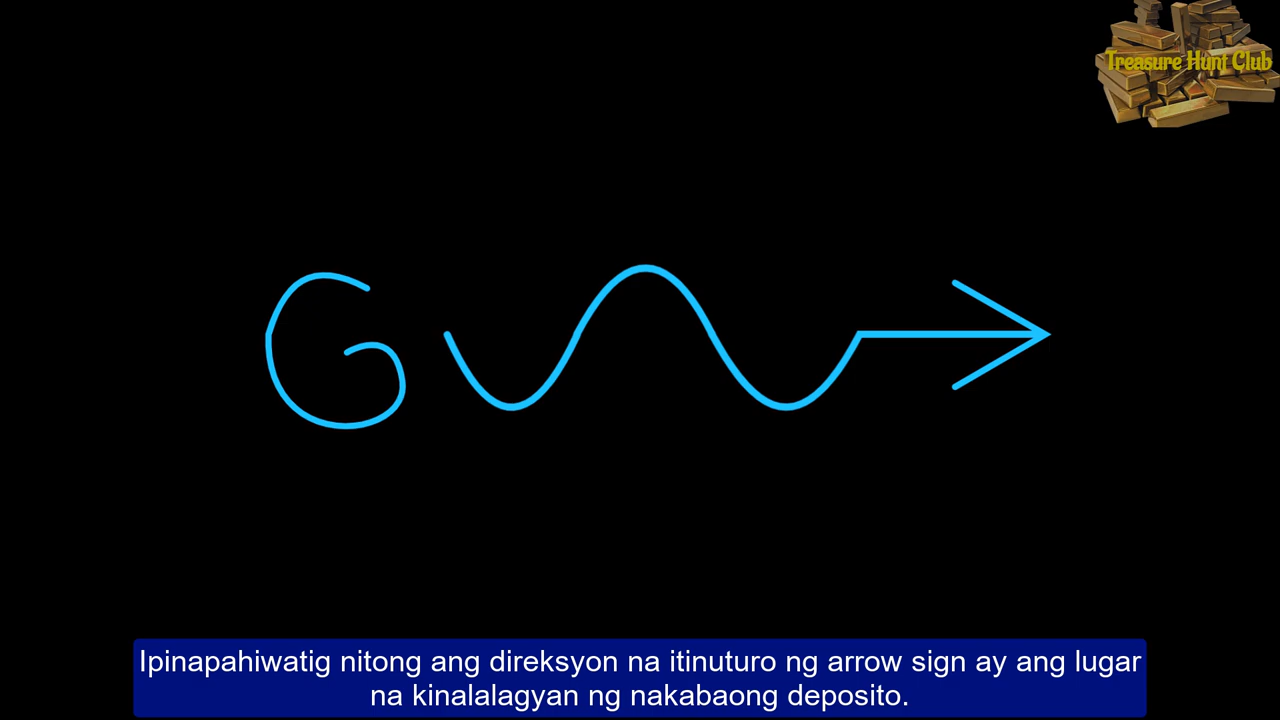 Treasure Hunt Club
G
Ipinapahiwatig nitong ang direksyon na itinuturo ng arrow sign ay ang lugar
na kinalalagyan ng nakabaong deposito.